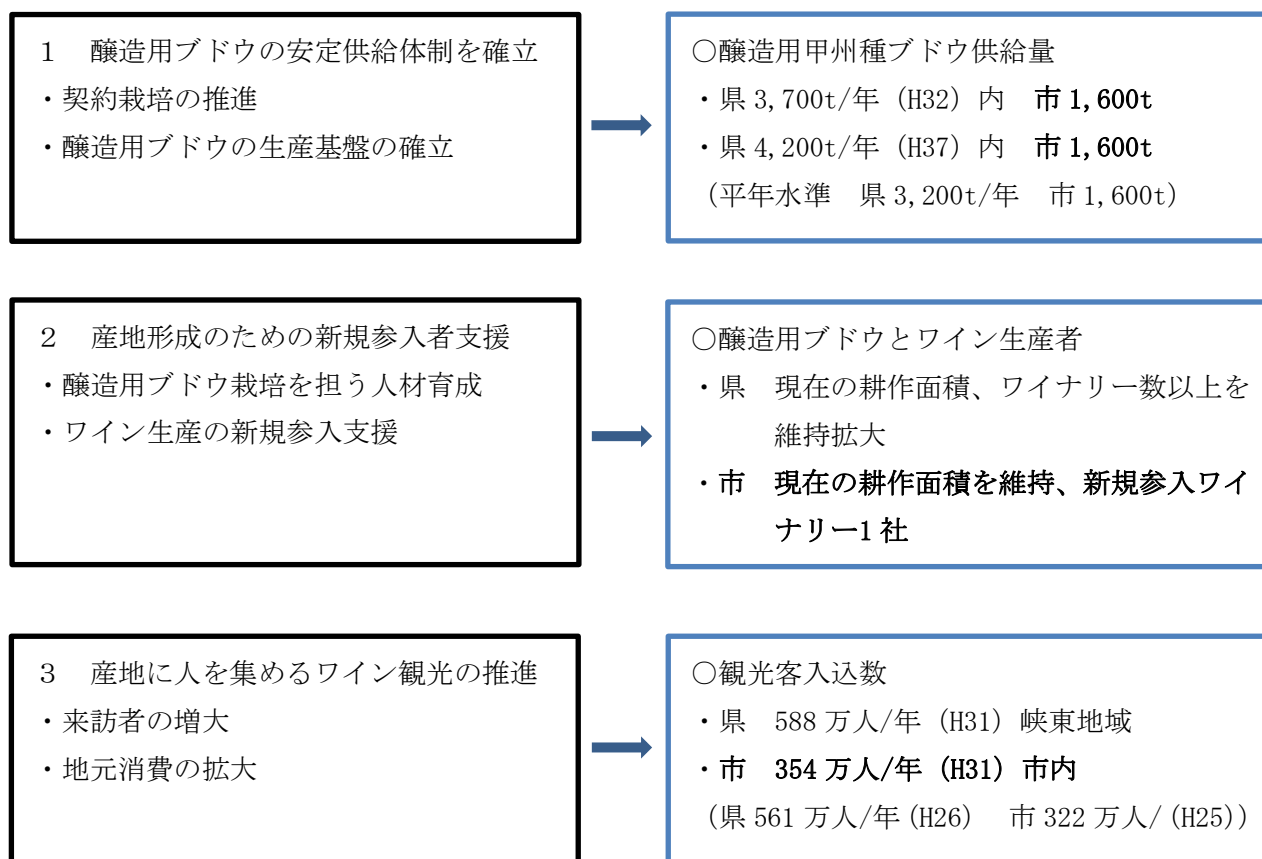 １　醸造用ブドウの安定供給体制を確立
・契約栽培の推進
・醸造用ブドウの生産基盤の確立
○醸造用甲州種ブドウ供給量
・県 3,700t/年（H32）内　市 1,600t
・県 4,200t/年（H37）内　市 1,600t
（平年水準　県 3,200t/年　市 1,600t）
２　産地形成のための新規参入者支援
・醸造用ブドウ栽培を担う人材育成
・ワイン生産の新規参入支援
○醸造用ブドウとワイン生産者
・県　現在の耕作面積、ワイナリー数以上を
維持拡大
・市　現在の耕作面積を維持、新規参入ワイ
ナリー1 社
３　産地に人を集めるワイン観光の推進
・来訪者の増大
・地元消費の拡大
○観光客入込数
・県　588 万人/年（H31）峡東地域
・市　354 万人/年（H31）市内
（県 561 万人/年(H26)　市 322 万人/(H25)）